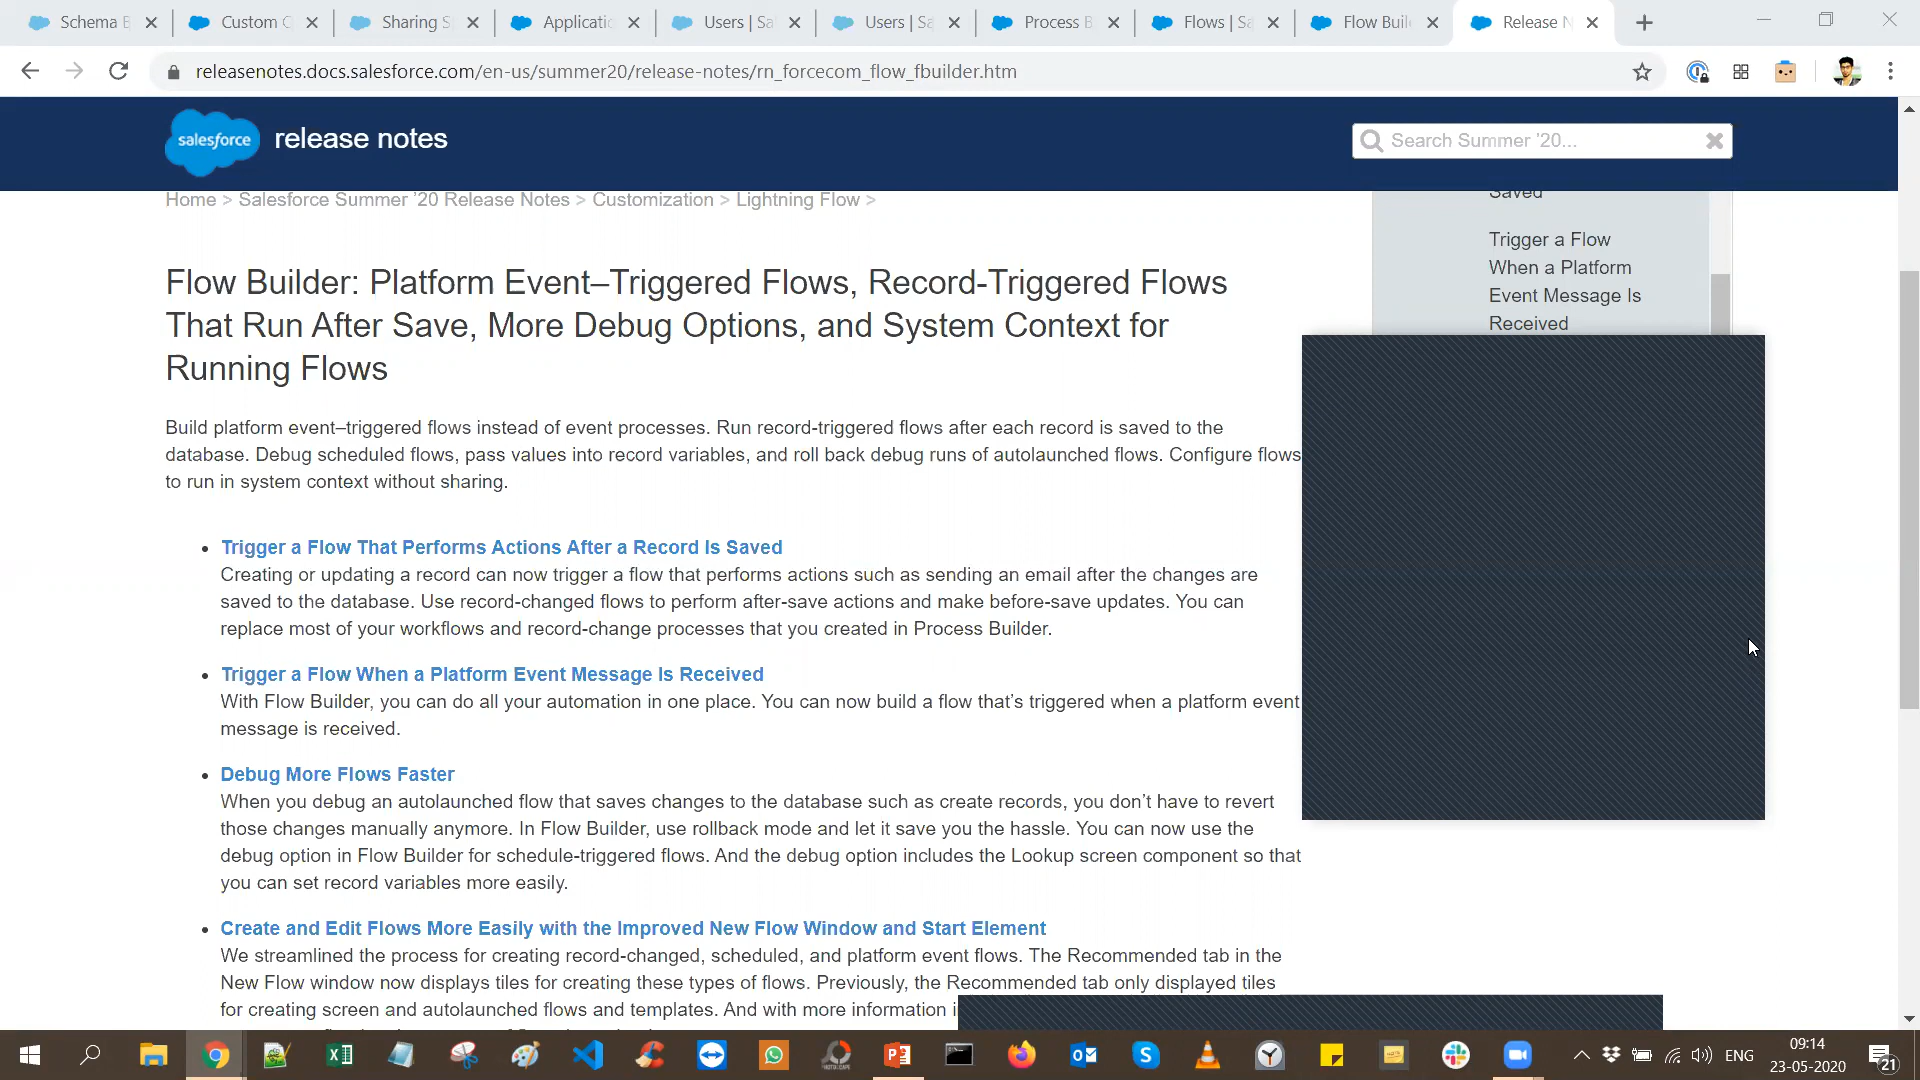 Schema B
Custom C
Sharing S
Applicatio
Users | Sa
Users | Sa
Process B
Flows | Sa
Flow Buil
Release N
releasenotes.docs.salesforce.com/en-us/summer20/release-notes/rn_forcecom_flow_fbuilder.htm
salesforce release notes
Search Summer '20...
Home > Salesforce Summer '20 Release Notes > Customization > Lightning Flow >
Saved
Trigger a Flow
When a Platform
Event Message Is
Received
Flow Builder: Platform Event–Triggered Flows, Record-Triggered Flows
That Run After Save, More Debug Options, and System Context for
Running Flows
Build platform event–triggered flows instead of event processes. Run record-triggered flows after each record is saved to the
database. Debug scheduled flows, pass values into record variables, and roll back debug runs of autolaunched flows. Configure flows
to run in system context without sharing.
• Trigger a Flow That Performs Actions After a Record Is Saved
Creating or updating a record can now trigger a flow that performs actions such as sending an email after the changes are
saved to the database. Use record-changed flows to perform after-save actions and make before-save updates. You can
replace most of your workflows and record-change processes that you created in Process Builder.
• Trigger a Flow When a Platform Event Message Is Received
With Flow Builder, you can do all your automation in one place. You can now build a flow that's triggered when a platform event
message is received.
• Debug More Flows Faster
When you debug an autolaunched flow that saves changes to the database such as create records, you don't have to revert
those changes manually anymore. In Flow Builder, use rollback mode and let it save you the hassle. You can now use the
debug option in Flow Builder for schedule-triggered flows. And the debug option includes the Lookup screen component so that
you can set record variables more easily.
• Create and Edit Flows More Easily with the Improved New Flow Window and Start Element
We streamlined the process for creating record-changed, scheduled, and platform event flows. The Recommended tab in the
New Flow window now displays tiles for creating these types of flows. Previously, the Recommended tab only displayed tiles
for creating screen and autolaunched flows and templates. And with more information i
ENG
09:14
23-05-2020
21